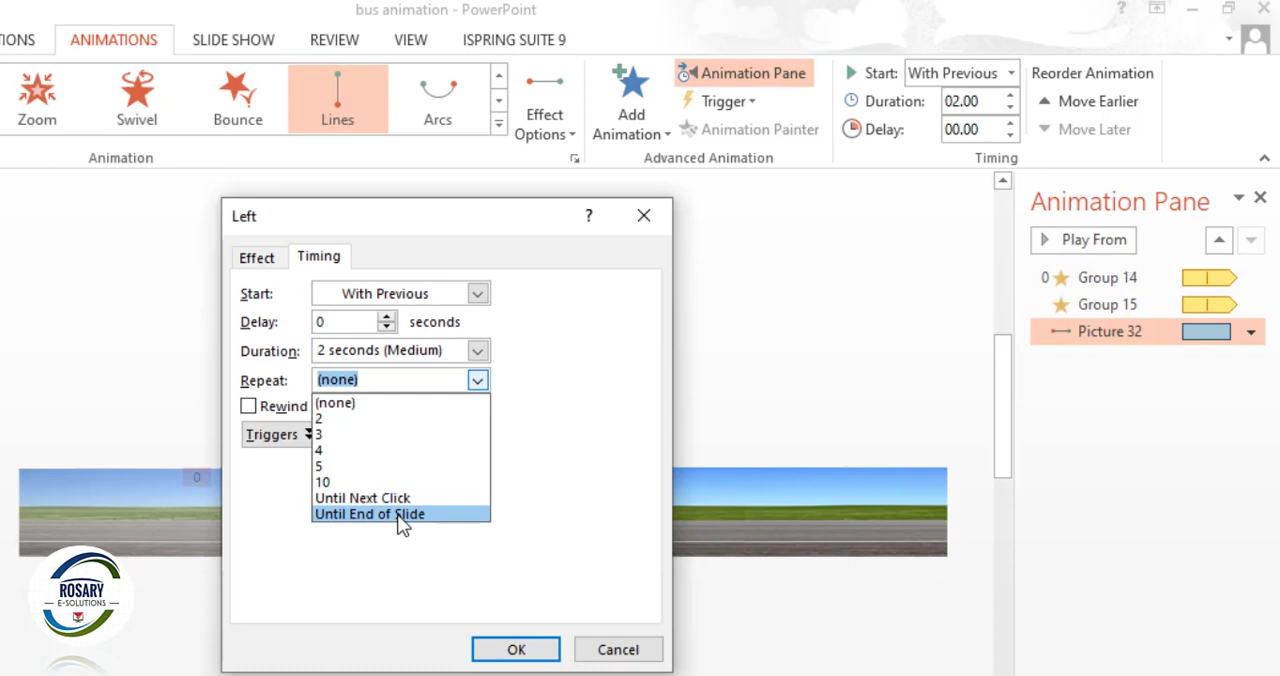 bus animation - PowerPoint
?
TIONS ANIMATIONS SLIDE SHOW REVIEW VIEW ISPRING SUITE 9
Zoom Swivel Bounce Lines Arcs
Effect Options
Add Animation
Animation Pane
Trigger
Animation Painter
Start: With Previous
Duration: 02.00
Delay: 00.00
Reorder Animation
Move Earlier
Move Later
Animation Advanced Animation Timing
Left ?
Effect Timing
Start: With Previous
Delay: 0 seconds
Duration: 2 seconds (Medium)
Repeat: (none)
Rewind
Triggers
(none)
2
3
4
5
10
Until Next Click
Until End of Slide
OK Cancel
Animation Pane
Play From
0 Group 14
Group 15
Picture 32
0
ROSARY
E-SOLUTIONS